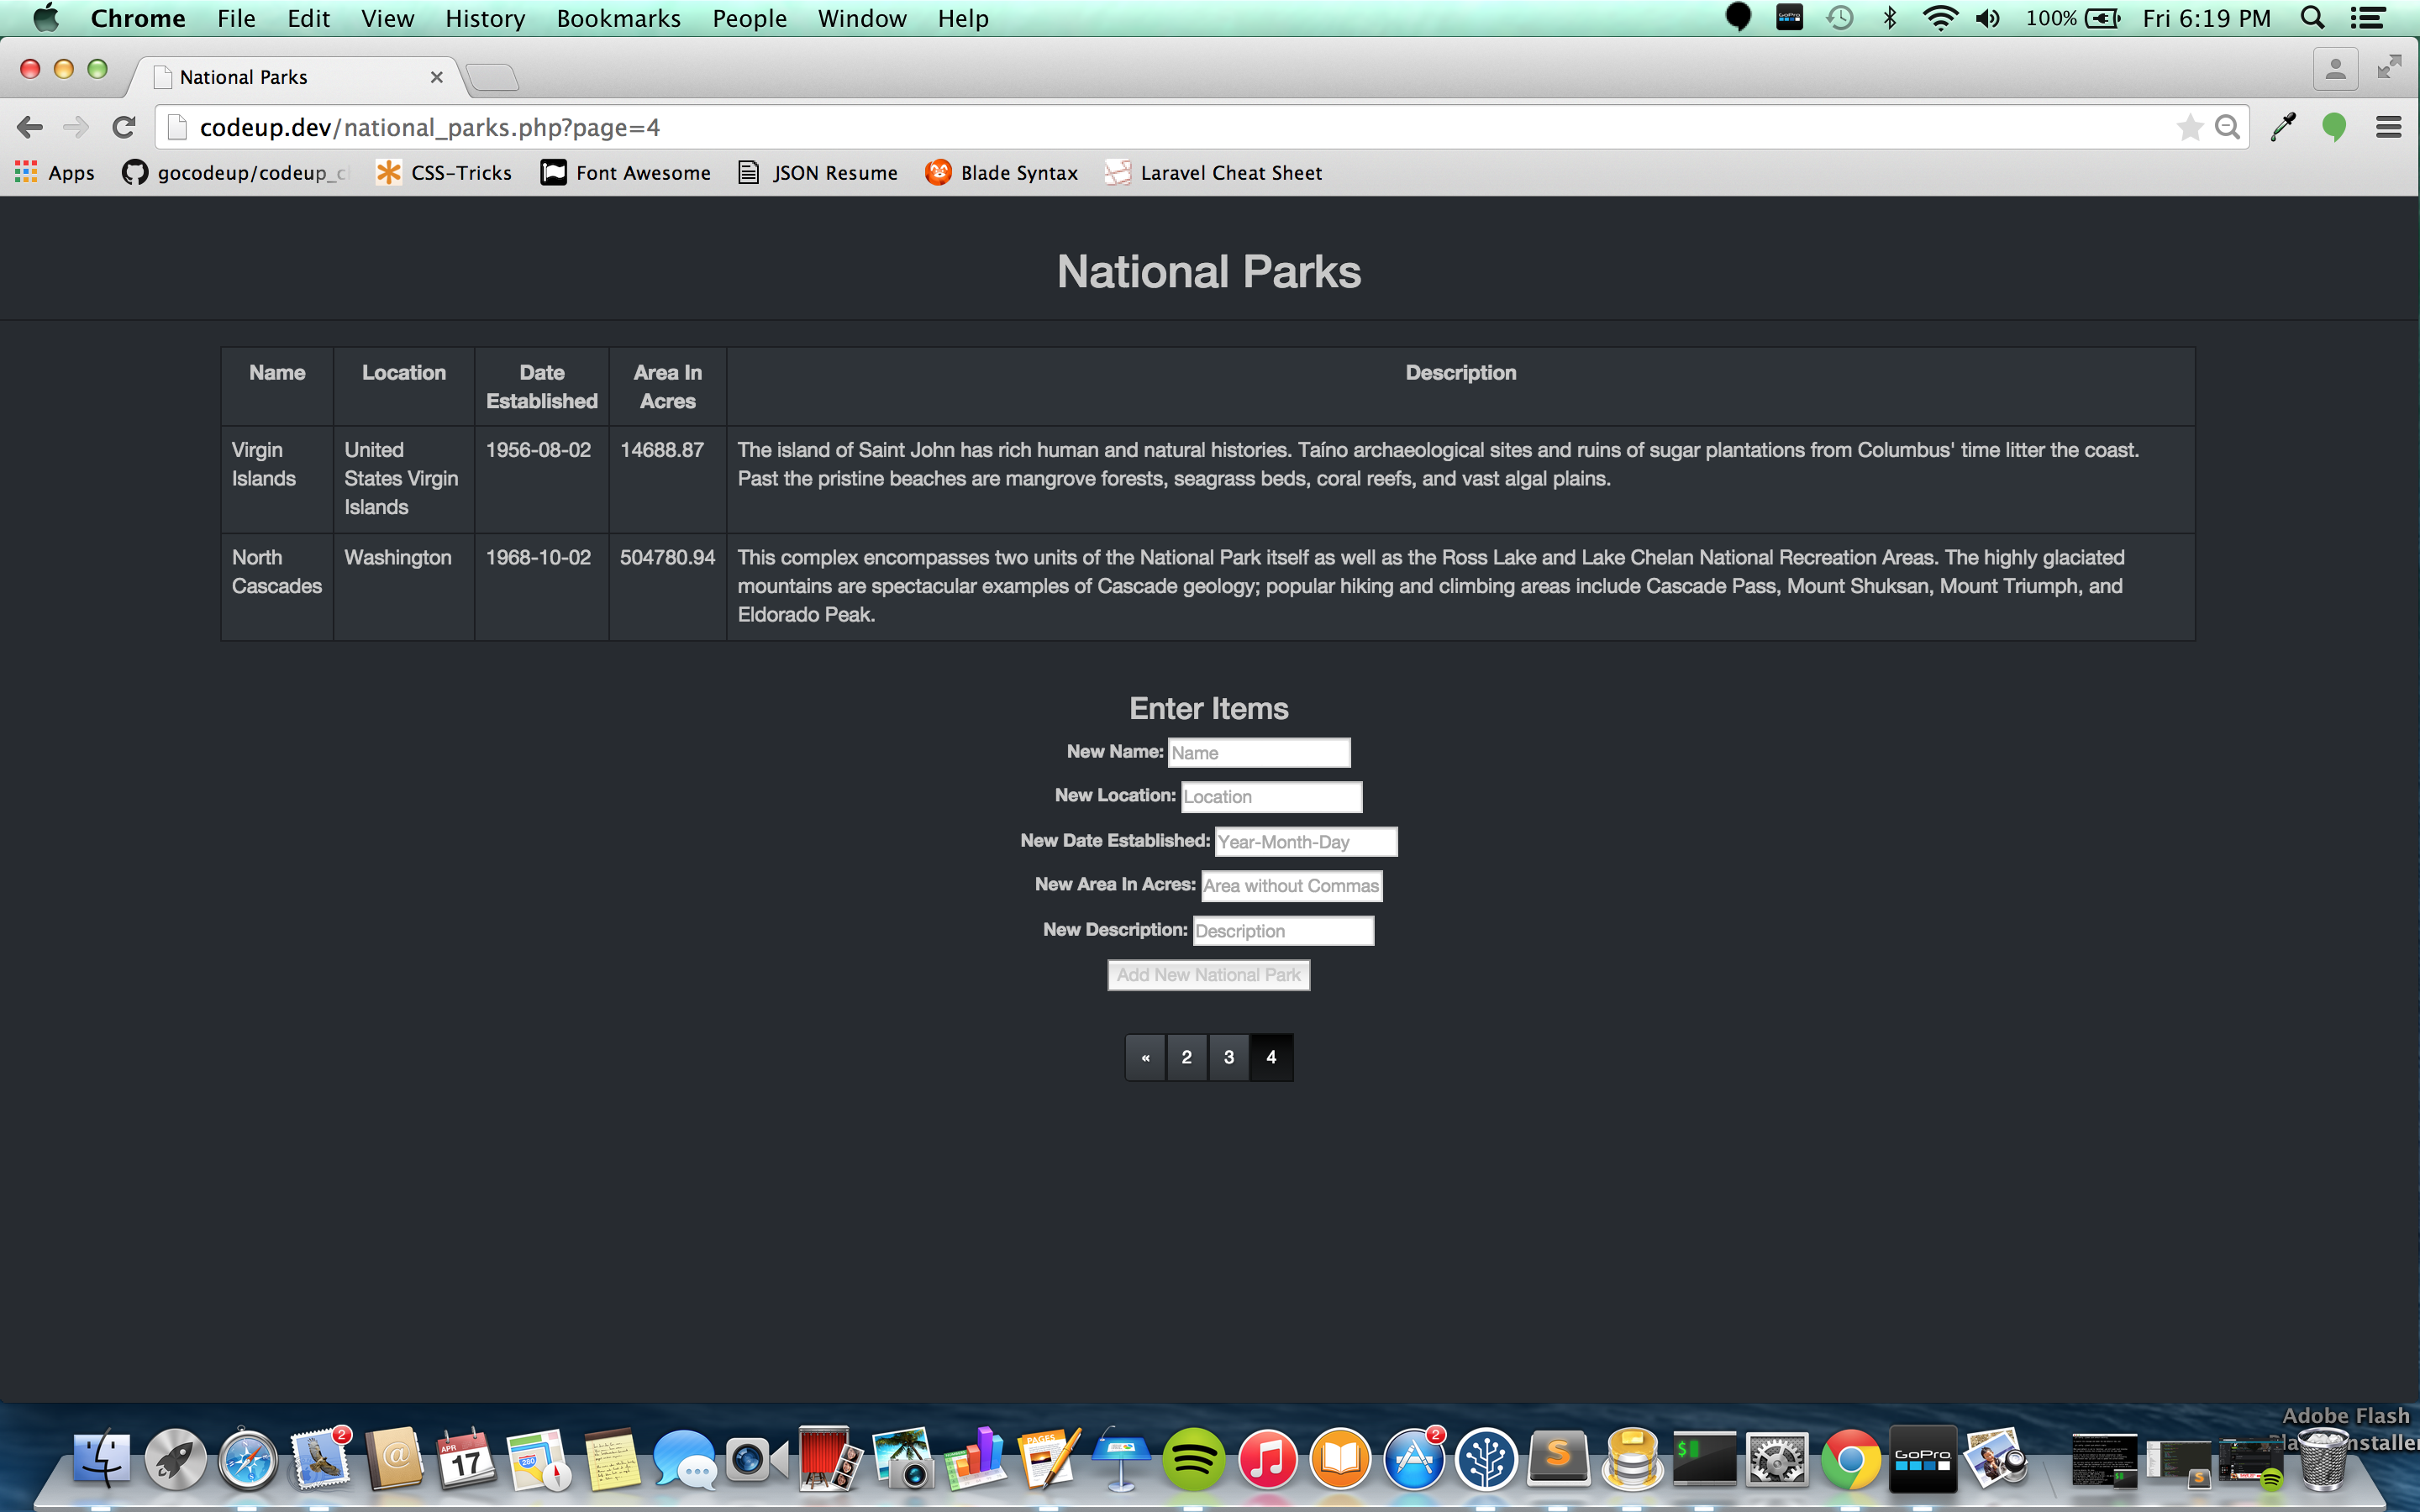 Chrome File Edit View History Bookmarks People Window Help
GoPro 100% Fri 6:19 PM
National Parks
codeup.dev/national_parks.php?page=4
Apps gocodeup/codeup_c CSS-Tricks Font Awesome JSON Resume Blade Syntax Laravel Cheat Sheet
National Parks
Name Location Date Area In Description
Established Acres
Virgin United 1956-08-02 14688.87 The island of Saint John has rich human and natural histories. Taíno archaeological sites and ruins of sugar plantations from Columbus' time litter the coast.
Islands States Virgin Past the pristine beaches are mangrove forests, seagrass beds, coral reefs, and vast algal plains.
Islands
North Washington 1968-10-02 504780.94 This complex encompasses two units of the National Park itself as well as the Ross Lake and Lake Chelan National Recreation Areas. The highly glaciated
Cascades mountains are spectacular examples of Cascade geology; popular hiking and climbing areas include Cascade Pass, Mount Shuksan, Mount Triumph, and
Eldorado Peak.
Enter Items
New Name: Name
New Location: Location
New Date Established: Year-Month-Day
New Area In Acres: Area without Commas
New Description: Description
Add New National Park
« 2 3 4
Adobe Flash
2 @ APR 17 280 PAGES 2 S $ GoPro